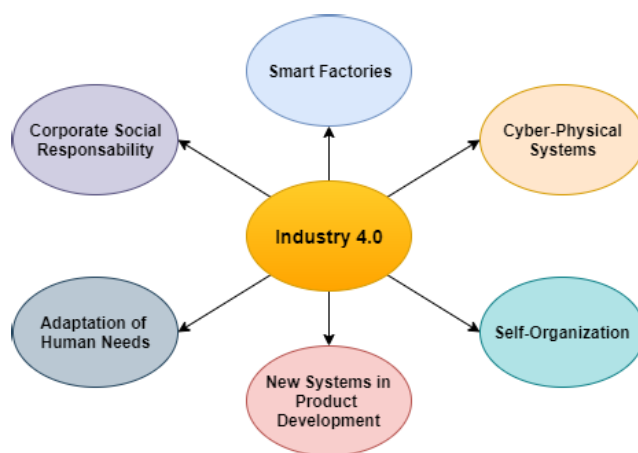 Smart Factories
Corporate Social
Responsability
Cyber-Physical
Systems
Industry 4.0
Adaptation of
Human Needs
Self-Organization
New Systems in
Product
Development